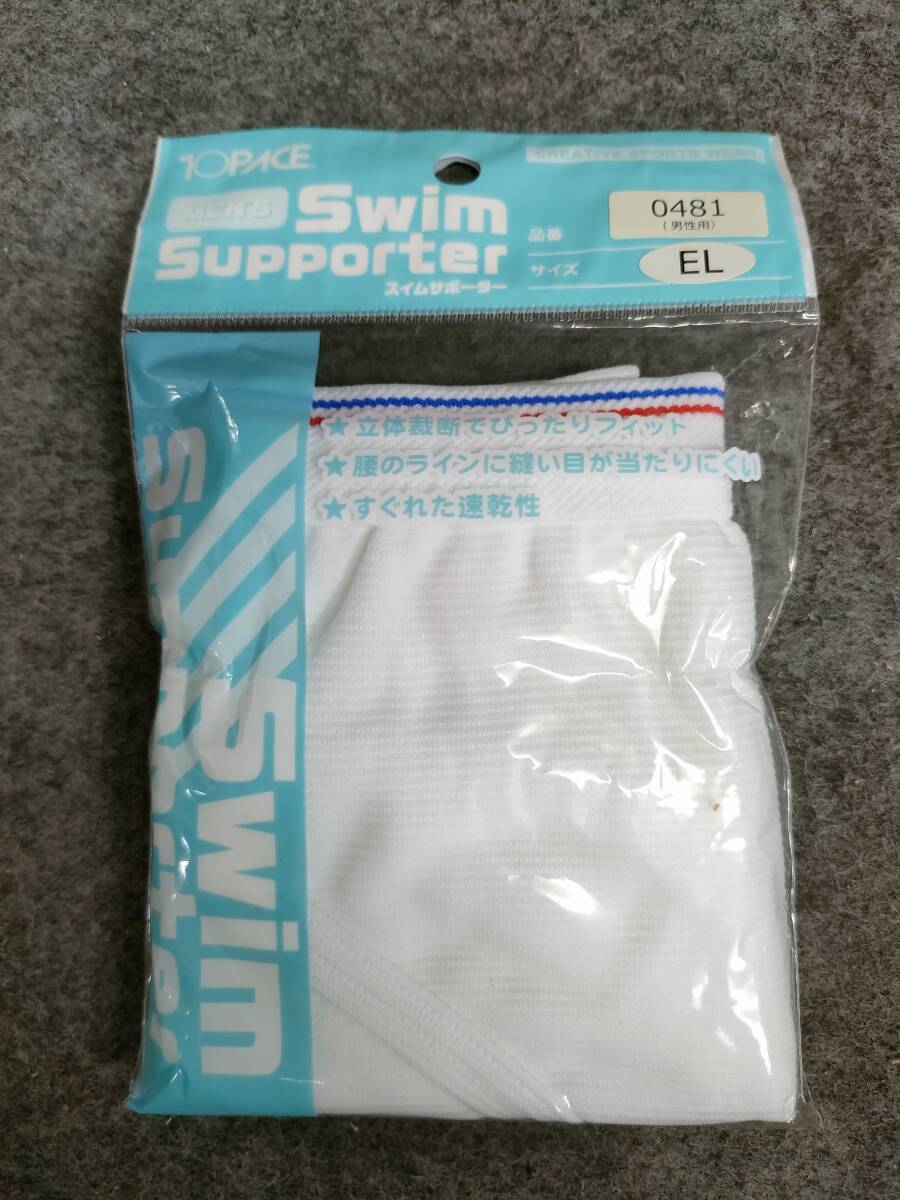 TOPACE
CREATIVE SPORTS WEAR
MEN'S Swim
Supporter
スイムサポーター
品番 0481
(男性用)
サイズ EL
★立体裁断でぴったりフィット
★腰のラインに縫い目が当たりにくい
★すぐれた速乾性
Swim
Supporter